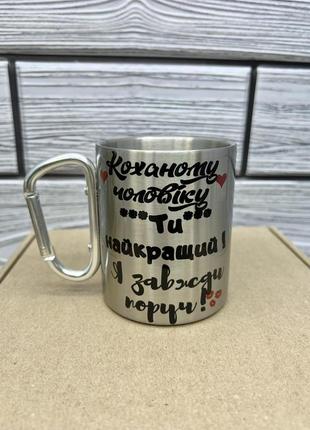 Коханому
чоловіку
***Ти***
найкращий !
Я завжди
поруч!